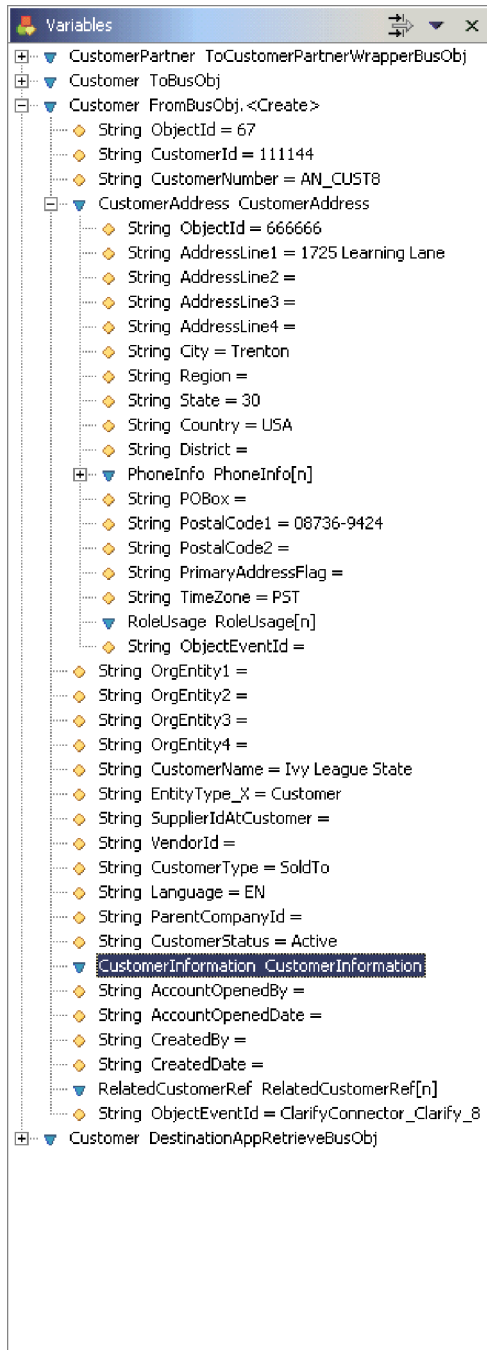 Variables
CustomerPartner ToCustomerPartnerWrapperBusObj
Customer ToBusObj
Customer FromBusObj.<Create>
String ObjectId = 67
String CustomerId = 111144
String CustomerNumber = AN_CUST8
CustomerAddress CustomerAddress
String ObjectId = 666666
String AddressLine1 = 1725 Learning Lane
String AddressLine2 =
String AddressLine3 =
String AddressLine4 =
String City = Trenton
String Region =
String State = 30
String Country = USA
String District =
PhoneInfo PhoneInfo[n]
String POBox =
String PostalCode1 = 08736-9424
String PostalCode2 =
String PrimaryAddressFlag =
String TimeZone = PST
RoleUsage RoleUsage[n]
String ObjectEventId =
String OrgEntity1 =
String OrgEntity2 =
String OrgEntity3 =
String OrgEntity4 =
String CustomerName = Ivy League State
String EntityType_X = Customer
String SupplierIdAtCustomer =
String VendorId =
String CustomerType = SoldTo
String Language = EN
String ParentCompanyId =
String CustomerStatus = Active
CustomerInformation CustomerInformation
String AccountOpenedBy =
String AccountOpenedDate =
String CreatedBy =
String CreatedDate =
RelatedCustomerRef RelatedCustomerRef[n]
String ObjectEventId = ClarifyConnector_Clarify_8
Customer DestinationAppRetrieveBusObj